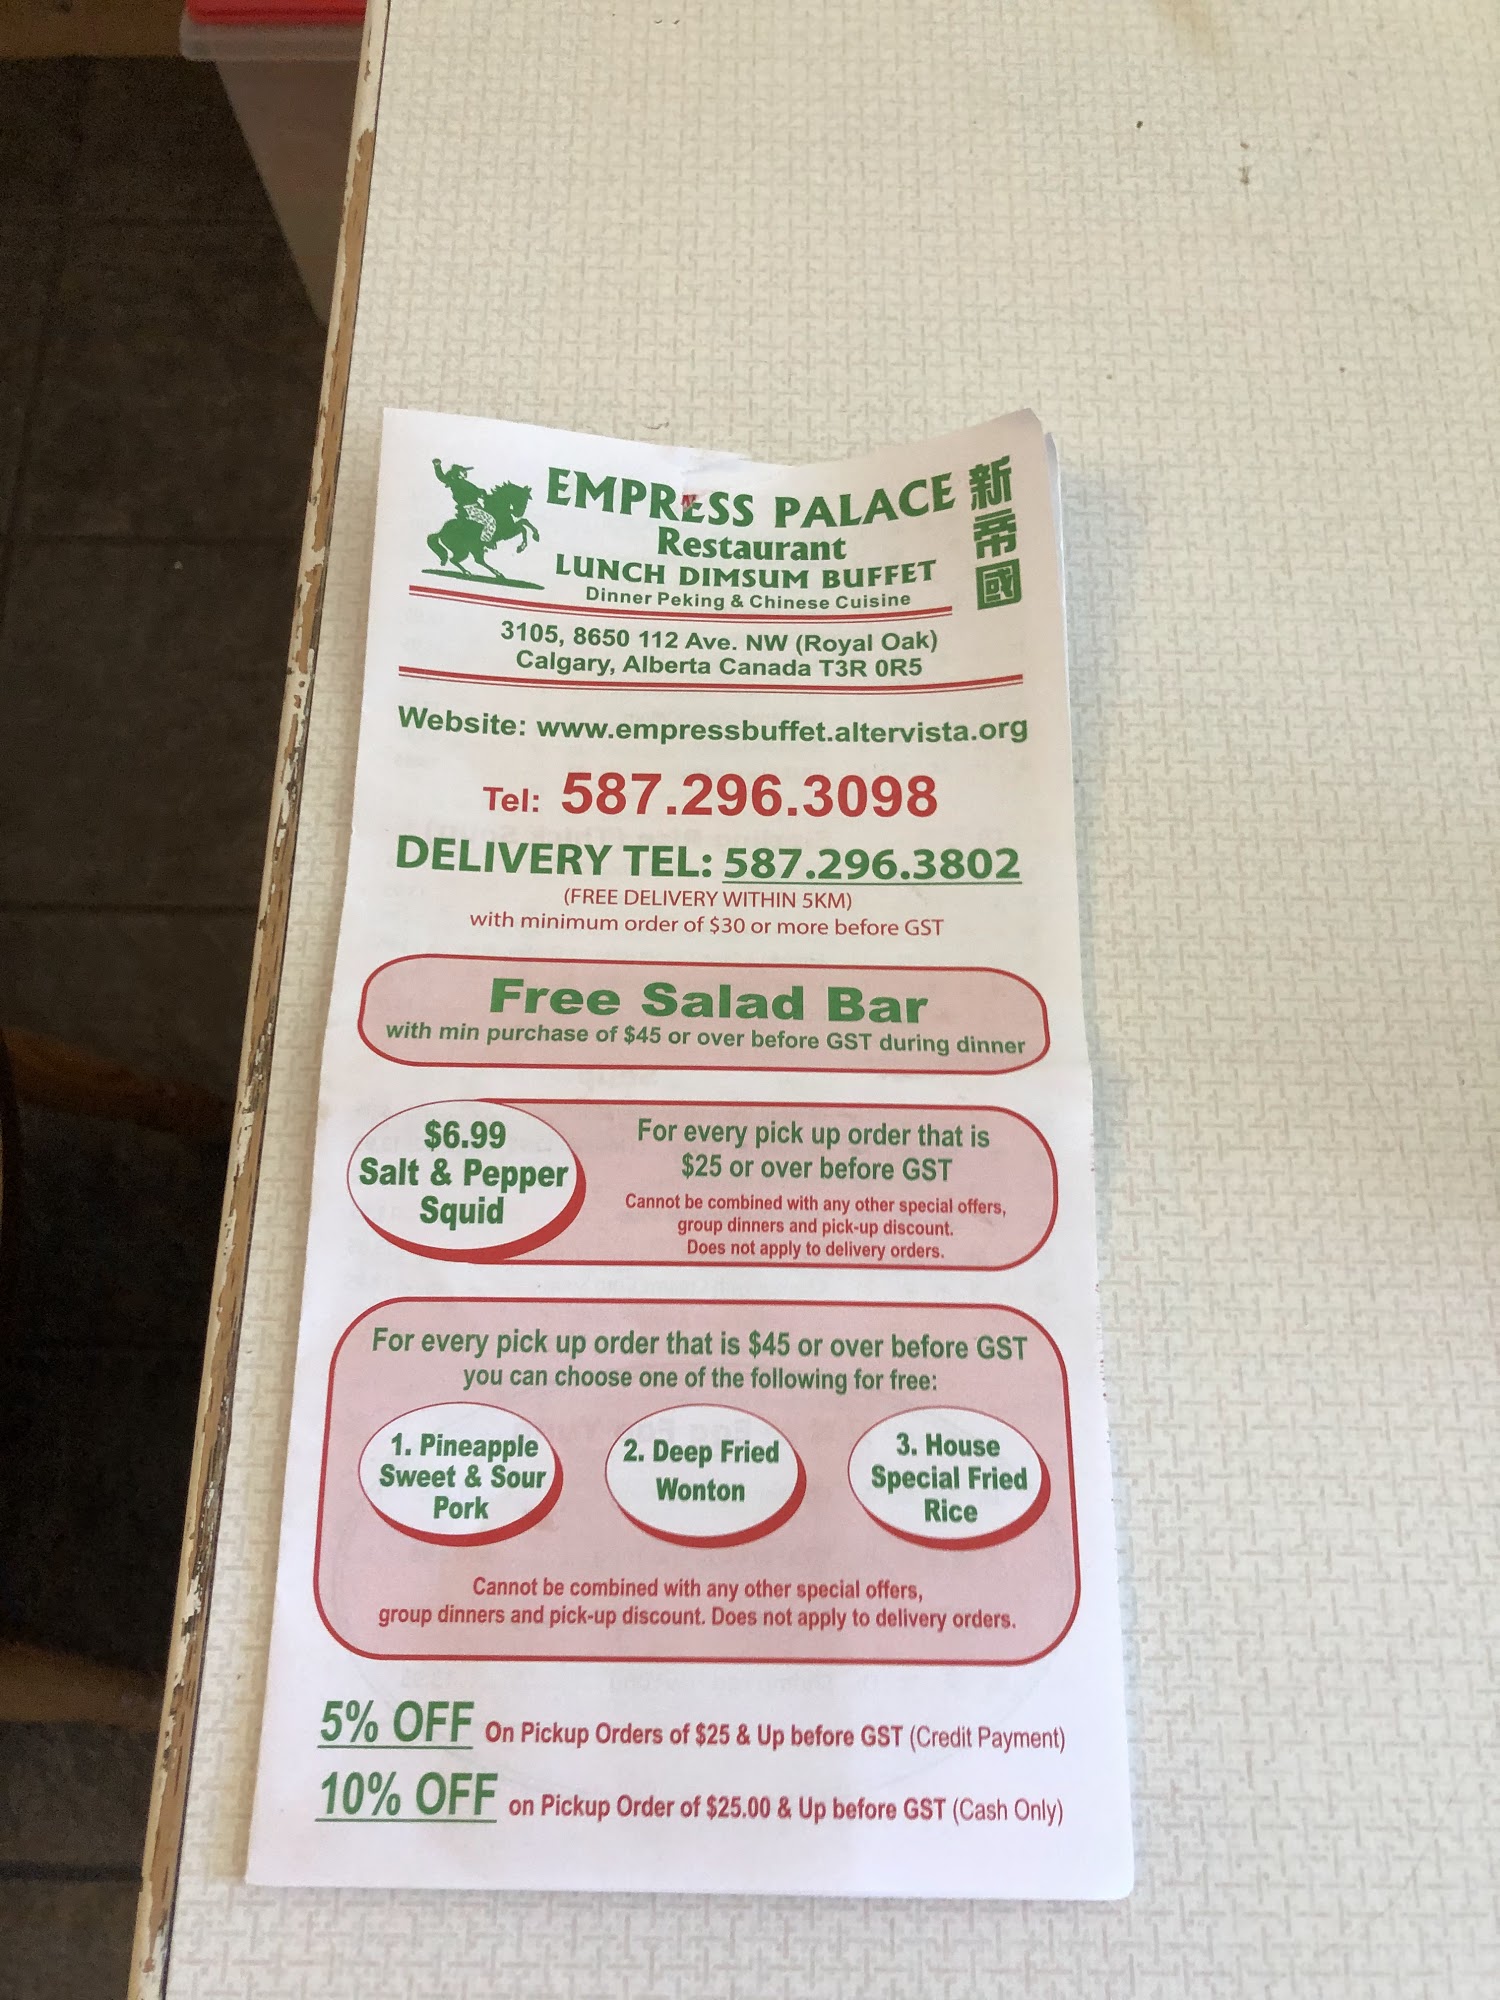 EMPRESS PALACE
新帝國
Restaurant
LUNCH DIMSUM BUFFET
Dinner Peking & Chinese Cuisine
3105, 8650 112 Ave. NW (Royal Oak)
Calgary, Alberta Canada T3R 0R5
Website: www.empressbuffet.altervista.org
Tel: 587.296.3098
DELIVERY TEL: 587.296.3802
(FREE DELIVERY WITHIN 5KM)
with minimum order of $30 or more before GST
Free Salad Bar
with min purchase of $45 or over before GST during dinner
$6.99
Salt & Pepper
Squid
For every pick up order that is
$25 or over before GST
Cannot be combined with any other special offers,
group dinners and pick-up discount.
Does not apply to delivery orders.
For every pick up order that is $45 or over before GST
you can choose one of the following for free:
1. Pineapple
Sweet & Sour
Pork
2. Deep Fried
Wonton
3. House
Special Fried
Rice
Cannot be combined with any other special offers,
group dinners and pick-up discount. Does not apply to delivery orders.
5% OFF On Pickup Orders of $25 & Up before GST (Credit Payment)
10% OFF on Pickup Order of $25.00 & Up before GST (Cash Only)